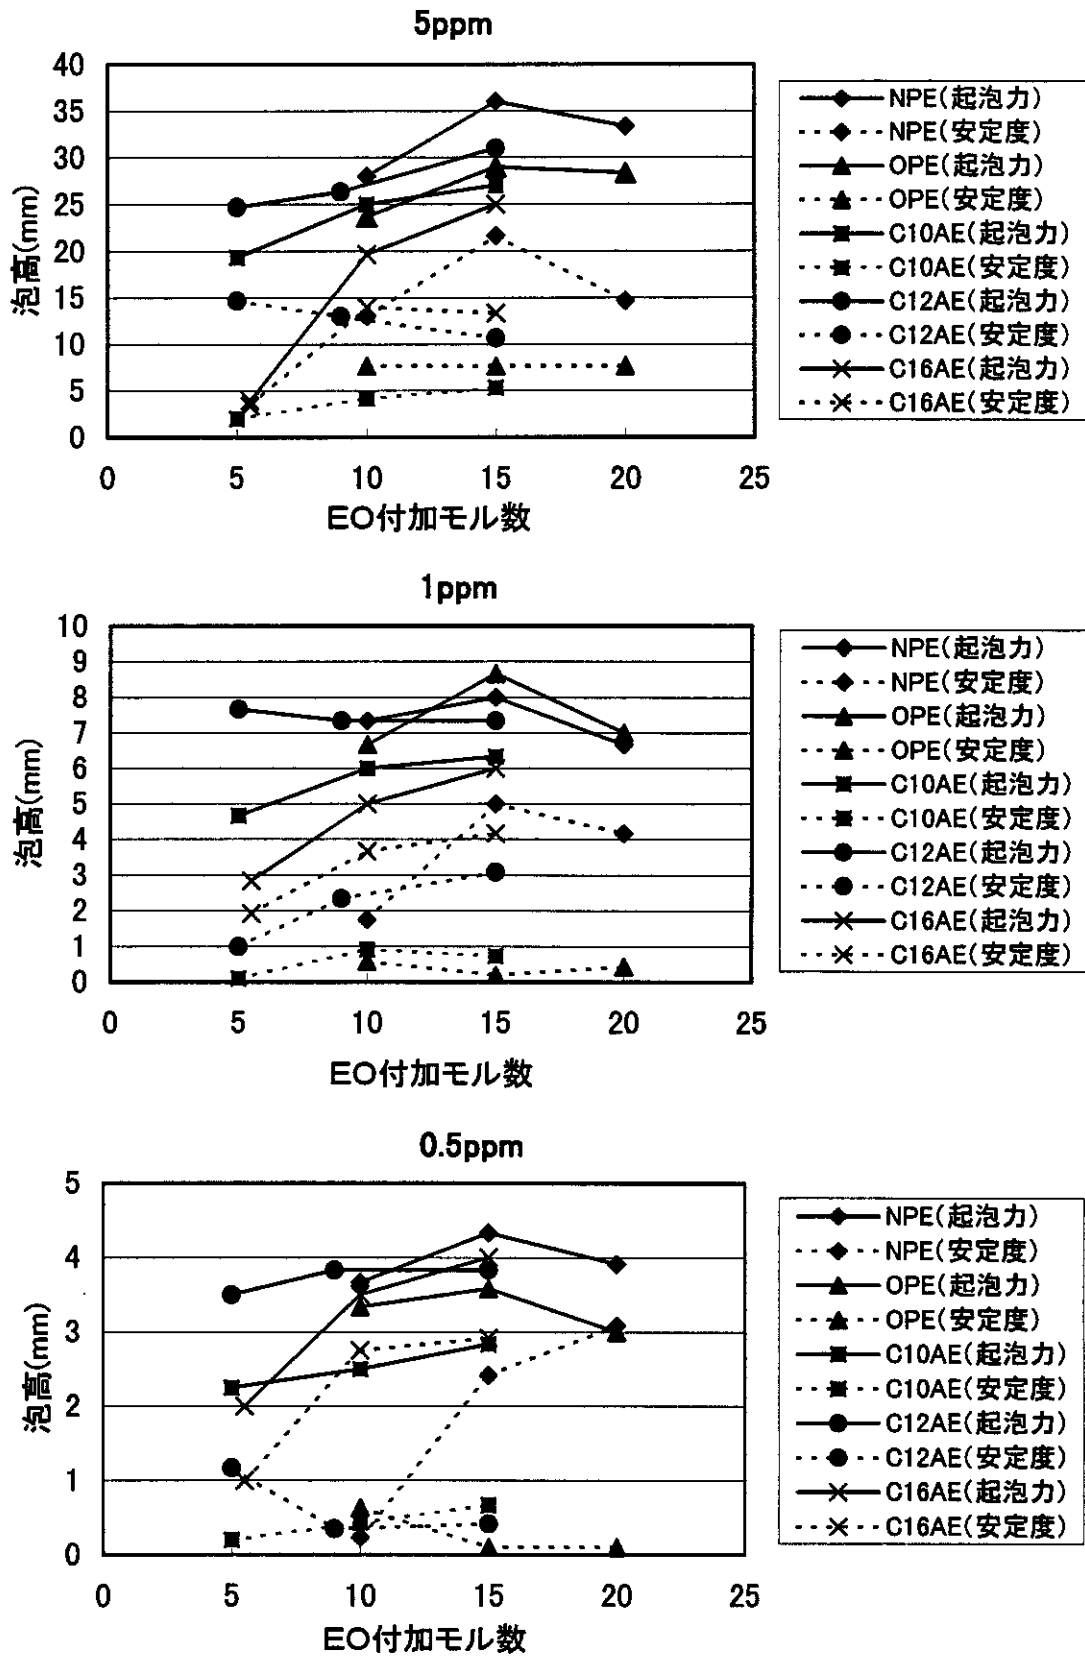 5ppm
40
35
30
25
20
15
10
5
0
泡高(mm)
0 5 10 15 20 25
EO付加モル数
NPE(起泡力)
NPE(安定度)
OPE(起泡力)
OPE(安定度)
C10AE(起泡力)
C10AE(安定度)
C12AE(起泡力)
C12AE(安定度)
C16AE(起泡力)
C16AE(安定度)
1ppm
10
9
8
7
6
5
4
3
2
1
0
泡高(mm)
0 5 10 15 20 25
EO付加モル数
NPE(起泡力)
NPE(安定度)
OPE(起泡力)
OPE(安定度)
C10AE(起泡力)
C10AE(安定度)
C12AE(起泡力)
C12AE(安定度)
C16AE(起泡力)
C16AE(安定度)
0.5ppm
5
4
3
2
1
0
泡高(mm)
0 5 10 15 20 25
EO付加モル数
NPE(起泡力)
NPE(安定度)
OPE(起泡力)
OPE(安定度)
C10AE(起泡力)
C10AE(安定度)
C12AE(起泡力)
C12AE(安定度)
C16AE(起泡力)
C16AE(安定度)